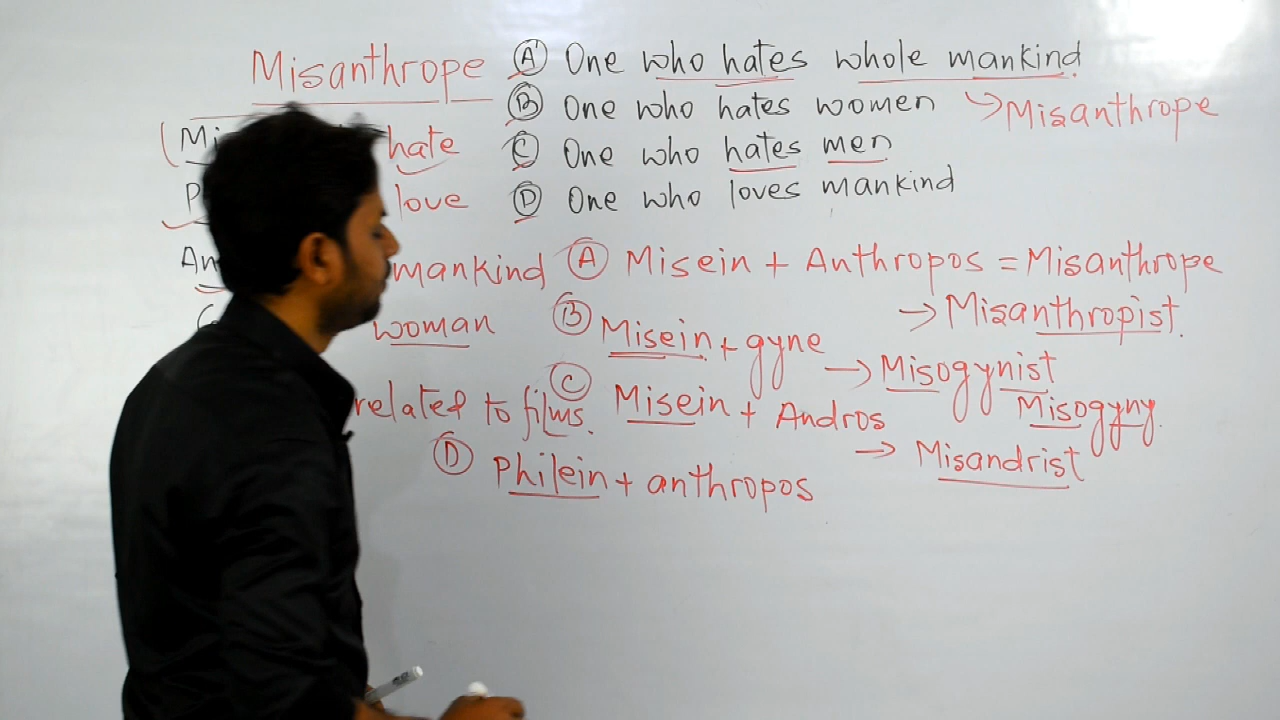 Misanthrope
(A) One who hates whole mankind
(B) One who hates women → Misanthrope
hate
(C) One who hates men
love
(D) One who loves mankind
mankind
(A) Misein + Anthropos = Misanthrope
→ Misanthropist.
woman
(B) Misein + gyne → Misogynist
Misogyny.
related to films.
(C) Misein + Andros → Misandrist
(D) Philein + anthropos